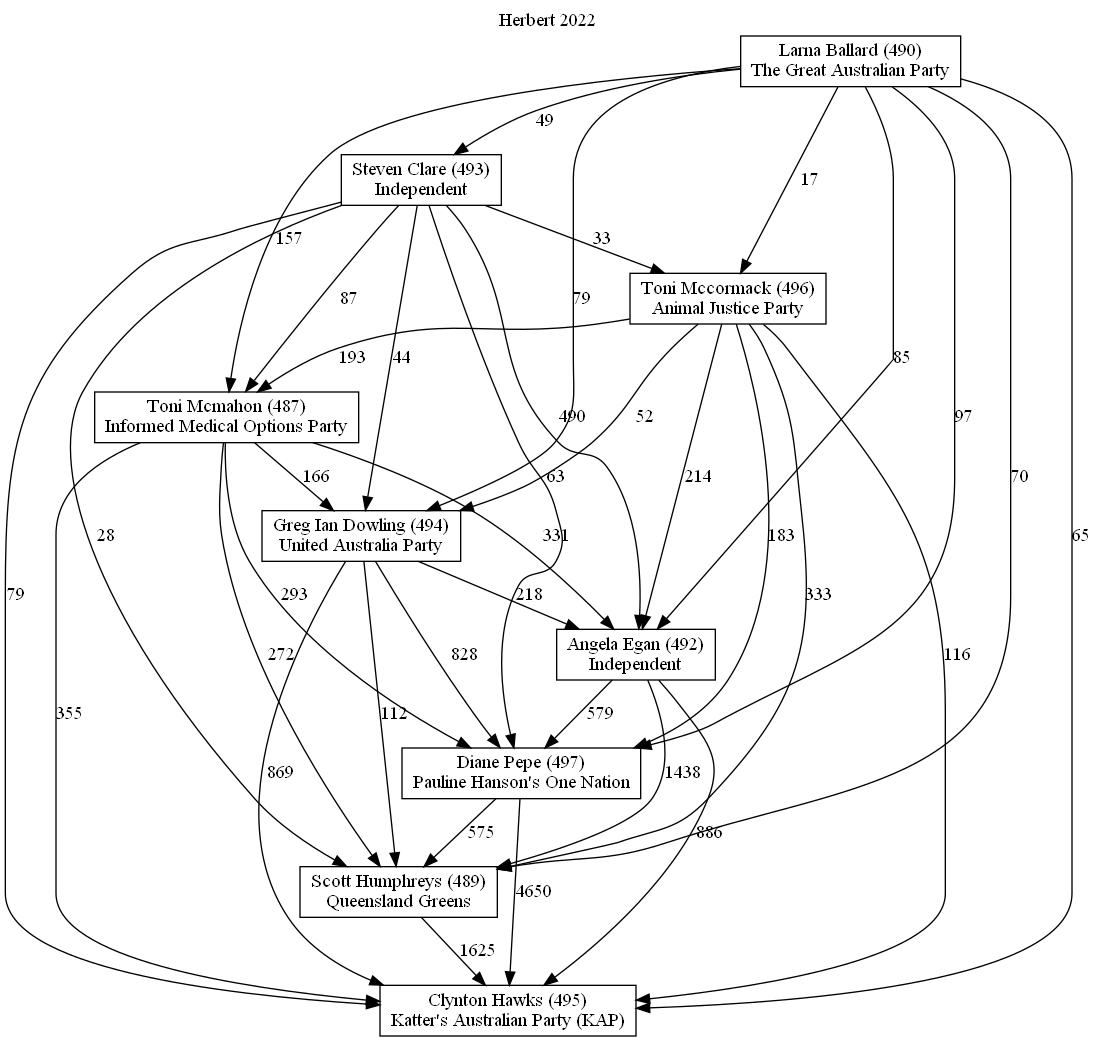 Herbert 2022
Larna Ballard (490)
The Great Australian Party
49
17
Steven Clare (493)
Independent
157
33
Toni Mccormack (496)
Animal Justice Party
87
79
193
44
85
Toni Mcmahon (487)
Informed Medical Options Party
490
52
97
166
63
214
70
Greg Ian Dowling (494)
United Australia Party
28
331
183
65
79
293
218
333
Angela Egan (492)
Independent
272
828
116
355
112
579
Diane Pepe (497)
Pauline Hanson's One Nation
869
1438
575
886
Scott Humphreys (489)
Queensland Greens
4650
1625
Clynton Hawks (495)
Katter's Australian Party (KAP)